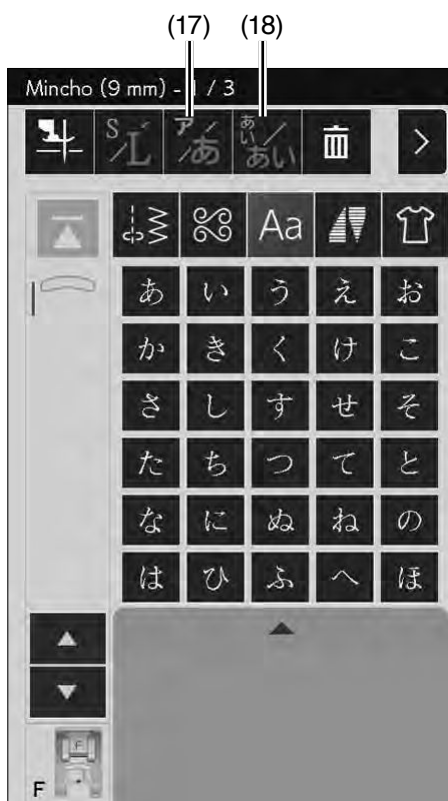 (17) (18)
Mincho (9 mm) - 1 / 3
S/L ア/あ あい/あい >
Aa
あ い う え お
か き く け こ
さ し す せ そ
た ち つ て と
な に ぬ ね の
は ひ ふ へ ほ
F F